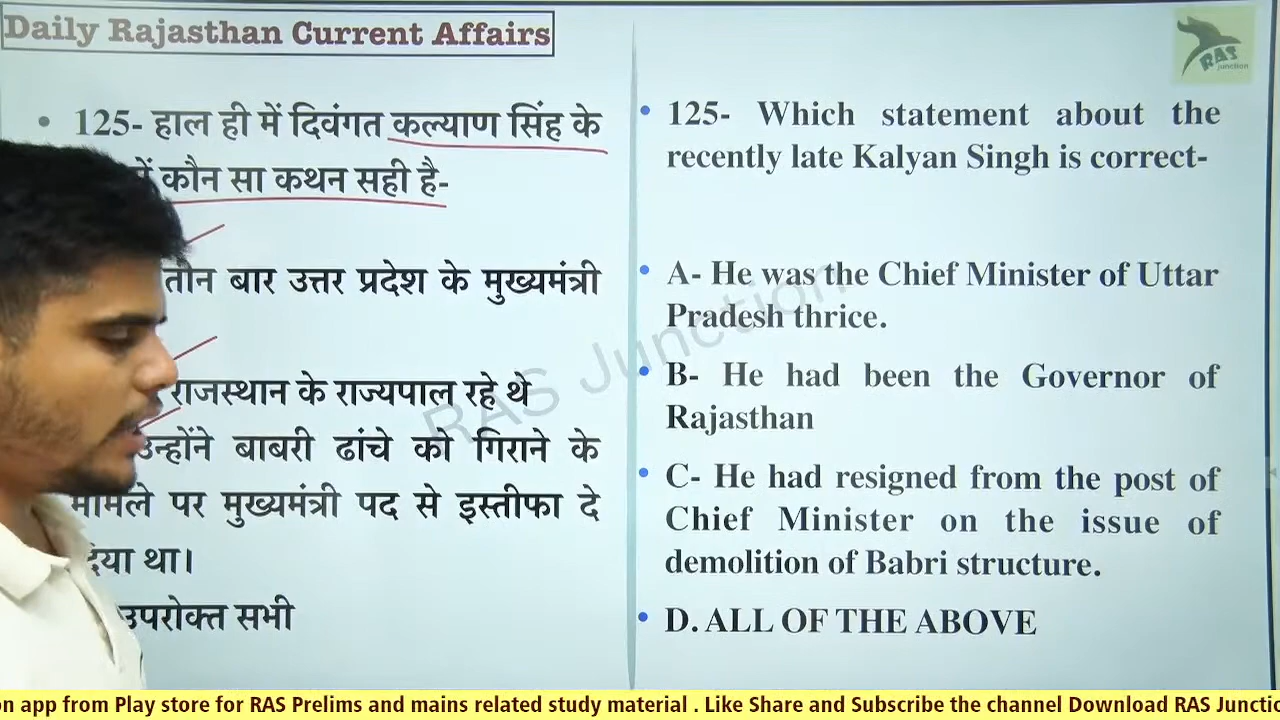 Daily Rajasthan Current Affairs
RAS
junction
• 125- हाल ही में दिवंगत कल्याण सिंह के
में कौन सा कथन सही है-
तीन बार उत्तर प्रदेश के मुख्यमंत्री
राजस्थान के राज्यपाल रहे थे
उन्होंने बाबरी ढांचे को गिराने के
मामले पर मुख्यमंत्री पद से इस्तीफा दे
दिया था।
उपरोक्त सभी
• 125- Which statement about the
recently late Kalyan Singh is correct-
• A- He was the Chief Minister of Uttar
Pradesh thrice.
• B- He had been the Governor of
Rajasthan
• C- He had resigned from the post of
Chief Minister on the issue of
demolition of Babri structure.
• D. ALL OF THE ABOVE
RAS Junction
on app from Play store for RAS Prelims and mains related study material . Like Share and Subscribe the channel Download RAS Junctio